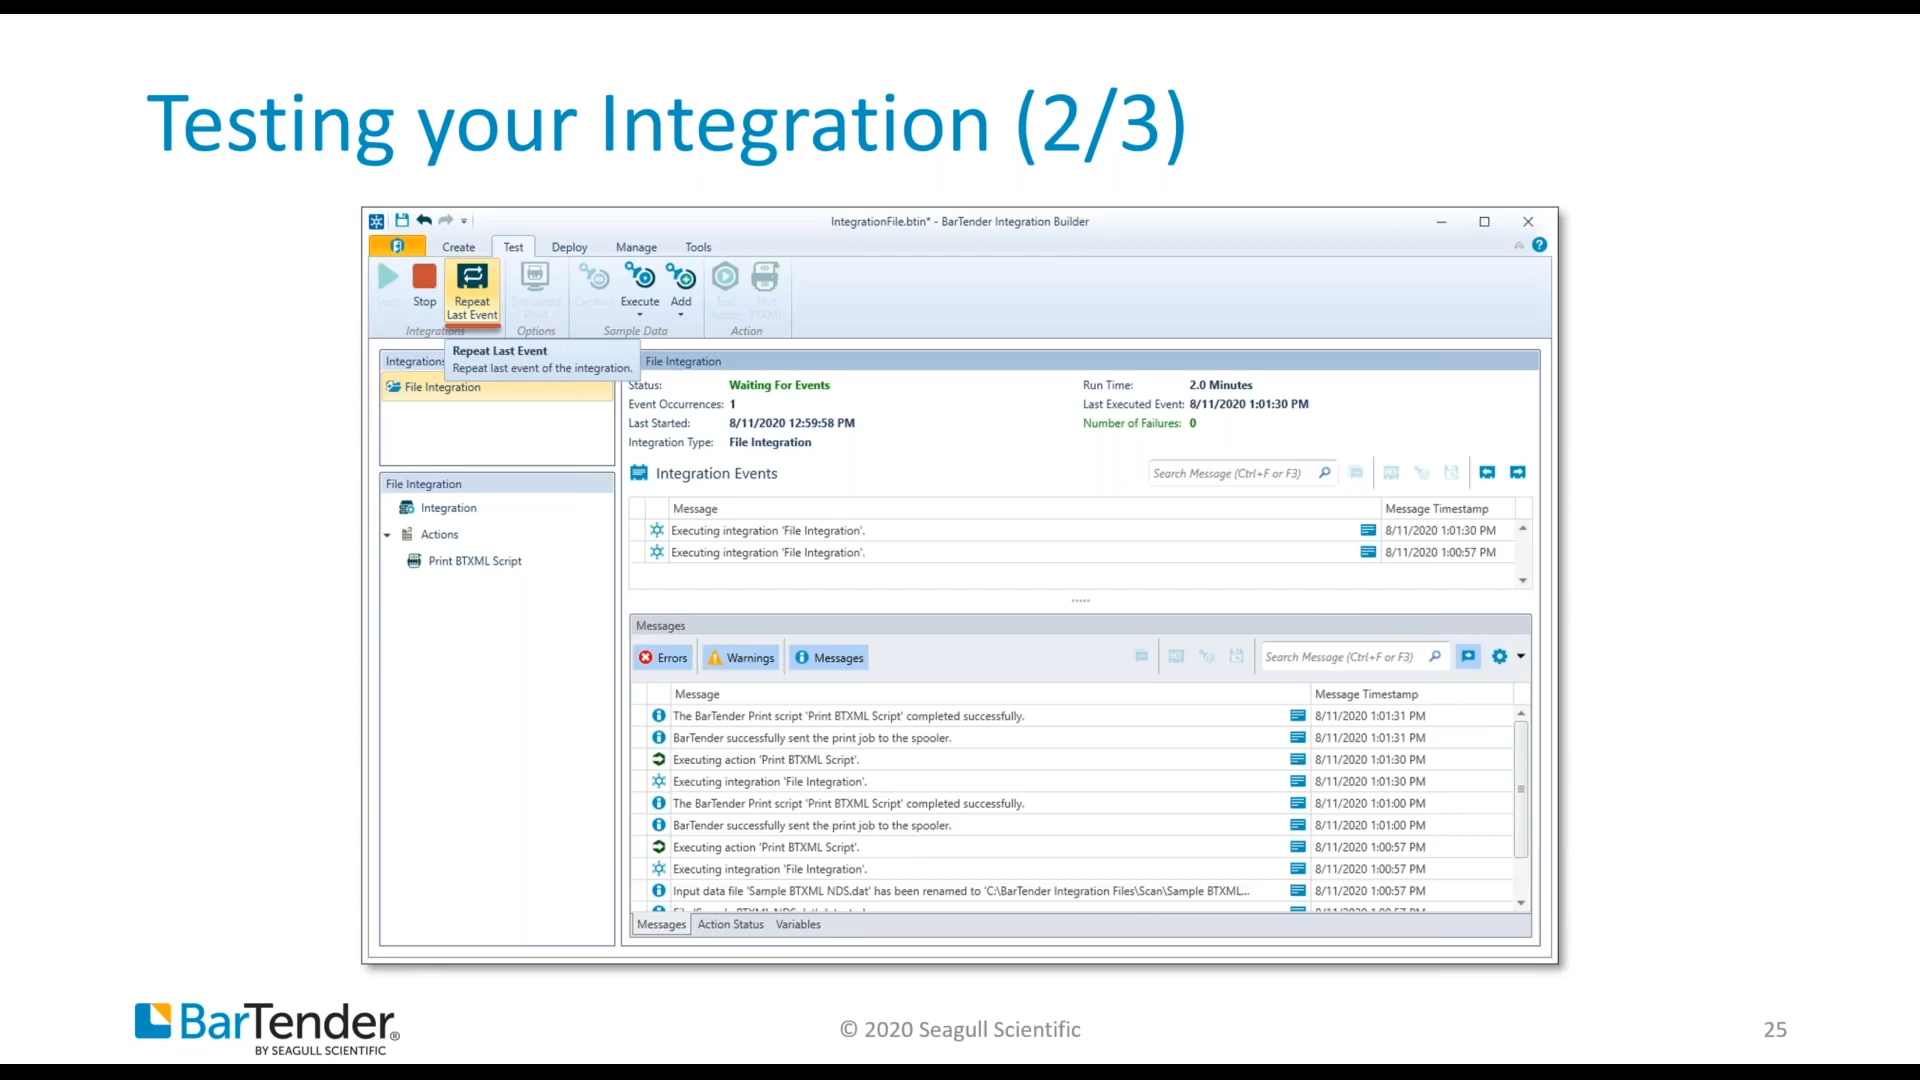 Testing your Integration (2/3)
IntegrationFile.btin* - BarTender Integration Builder
Create Test Deploy Manage Tools
Stop Repeat Last Event Execute Add
Integrations Options Sample Data Action
Repeat Last Event
Repeat last event of the integration.
Integrations
File Integration
File Integration
Integration
Actions
Print BTXML Script
File Integration
Status: Waiting For Events
Run Time: 2.0 Minutes
Event Occurrences: 1
Last Executed Event: 8/11/2020 1:01:30 PM
Last Started: 8/11/2020 12:59:58 PM
Number of Failures: 0
Integration Type: File Integration
Integration Events
Search Message (Ctrl+F or F3)
Message Message Timestamp
Executing integration 'File Integration'. 8/11/2020 1:01:30 PM
Executing integration 'File Integration'. 8/11/2020 1:00:57 PM
Messages
Errors Warnings Messages
Search Message (Ctrl+F or F3)
Message Message Timestamp
The BarTender Print script 'Print BTXML Script' completed successfully. 8/11/2020 1:01:31 PM
BarTender successfully sent the print job to the spooler. 8/11/2020 1:01:31 PM
Executing action 'Print BTXML Script'. 8/11/2020 1:01:30 PM
Executing integration 'File Integration'. 8/11/2020 1:01:30 PM
The BarTender Print script 'Print BTXML Script' completed successfully. 8/11/2020 1:01:00 PM
BarTender successfully sent the print job to the spooler. 8/11/2020 1:01:00 PM
Executing action 'Print BTXML Script'. 8/11/2020 1:00:57 PM
Executing integration 'File Integration'. 8/11/2020 1:00:57 PM
Input data file 'Sample BTXML NDS.dat' has been renamed to 'C:\BarTender Integration Files\Scan\Sample BTXML... 8/11/2020 1:00:57 PM
Messages Action Status Variables
BarTender®
BY SEAGULL SCIENTIFIC
© 2020 Seagull Scientific
25